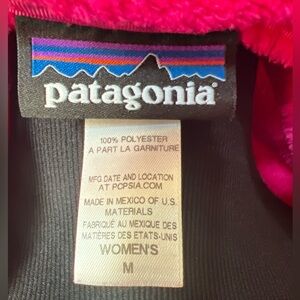 patagonia
100% POLYESTER
A PART LA GARNITURE
MFG DATE AND LOCATION
AT PCPSIA.COM
MADE IN MEXICO OF U.S.
MATERIALS
FABRIQUÉ AU MEXIQUE DES
MATIÈRES DES ETATS-UNIS
WOMEN'S
M